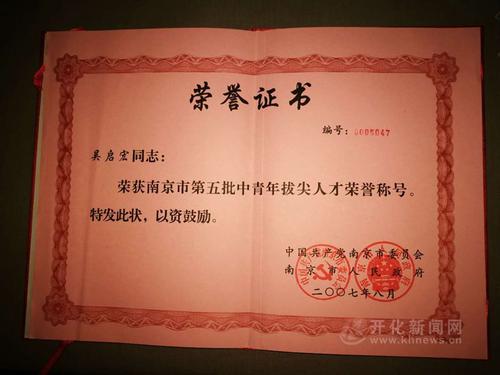 荣誉证书
编号：0005047
吴启宏同志：
荣获南京市第五批中青年拔尖人才荣誉称号。
特发此状，以资鼓励。
中国共产党南京市委员会
南京市人民政府
二〇〇七年八月
开化新闻网
www.khnews.cn